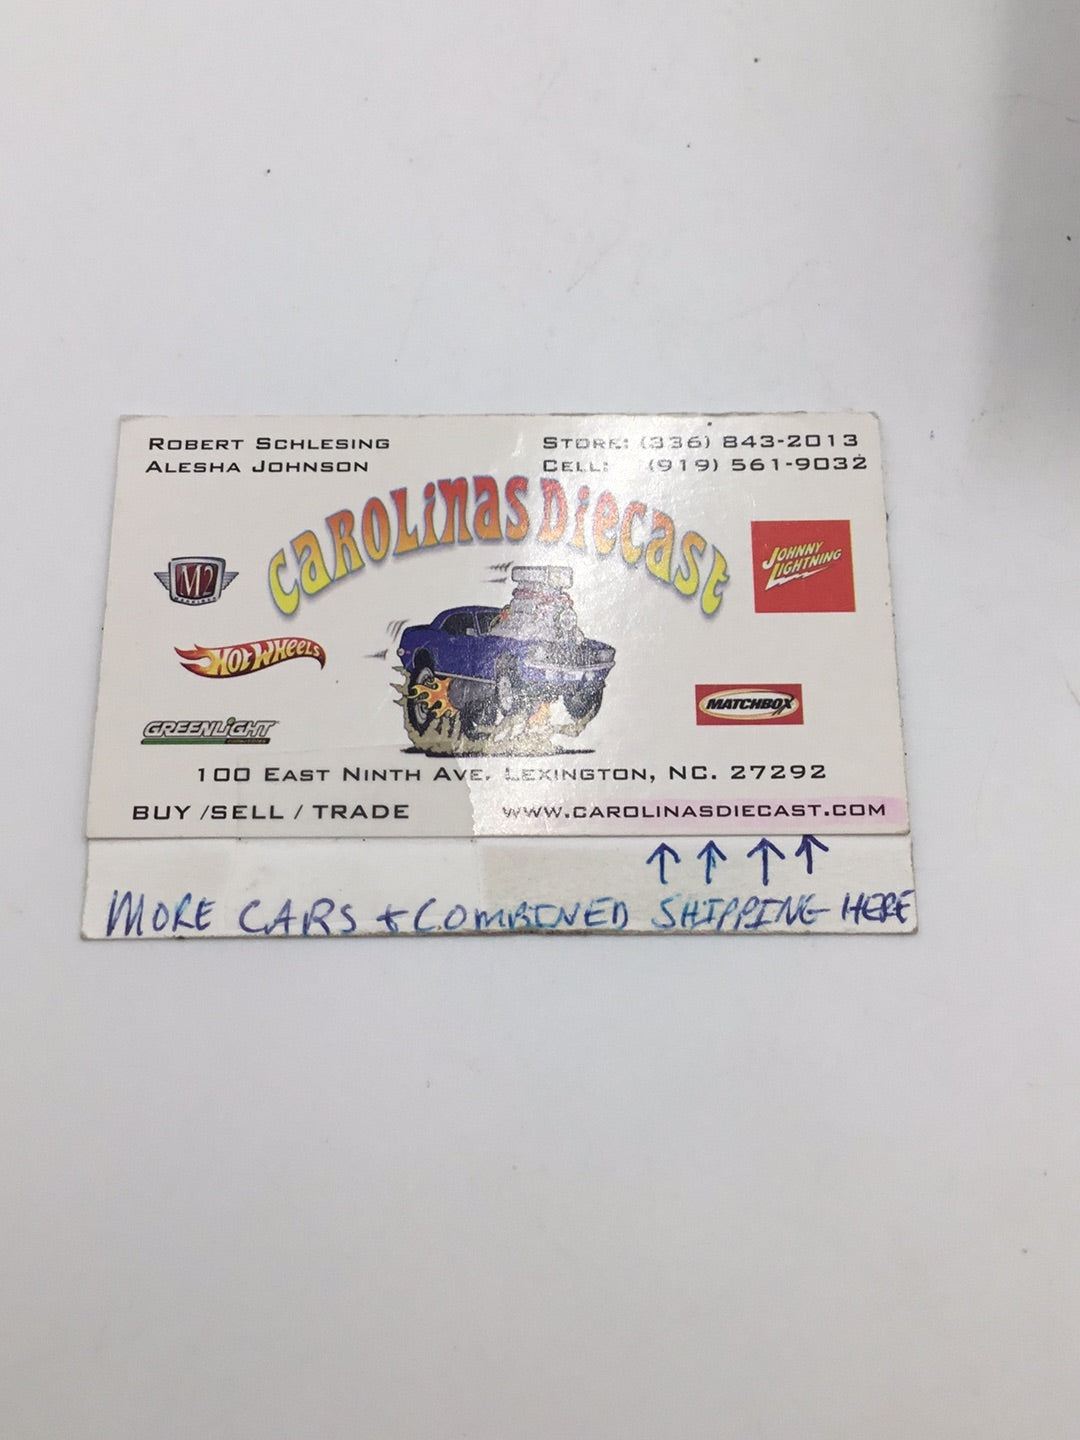 ROBERT SCHLESING
ALESHA JOHNSON
STORE: (336) 843-2013
CELL: (919) 561-9032
CAROLINAS DIECAST
M2
JOHNNY LIGHTNING
HOT WHEELS
MATCHBOX
GREENLIGHT
100 EAST NINTH AVE. LEXINGTON, NC. 27292
BUY /SELL / TRADE
WWW.CAROLINASDIECAST.COM
MORE CARS + COMBINED SHIPPING HERE